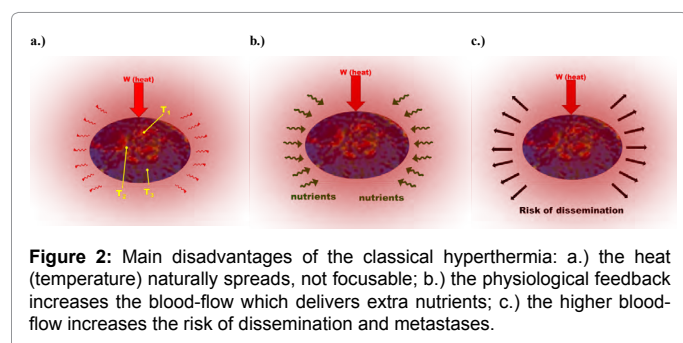 a.)
b.)
c.)
W (heat)
W (heat)
W (heat)
T1
T2
T3
nutrients
nutrients
Risk of dissemination
Figure 2: Main disadvantages of the classical hyperthermia: a.) the heat
(temperature) naturally spreads, not focusable; b.) the physiological feedback
increases the blood-flow which delivers extra nutrients; c.) the higher blood-
flow increases the risk of dissemination and metastases.